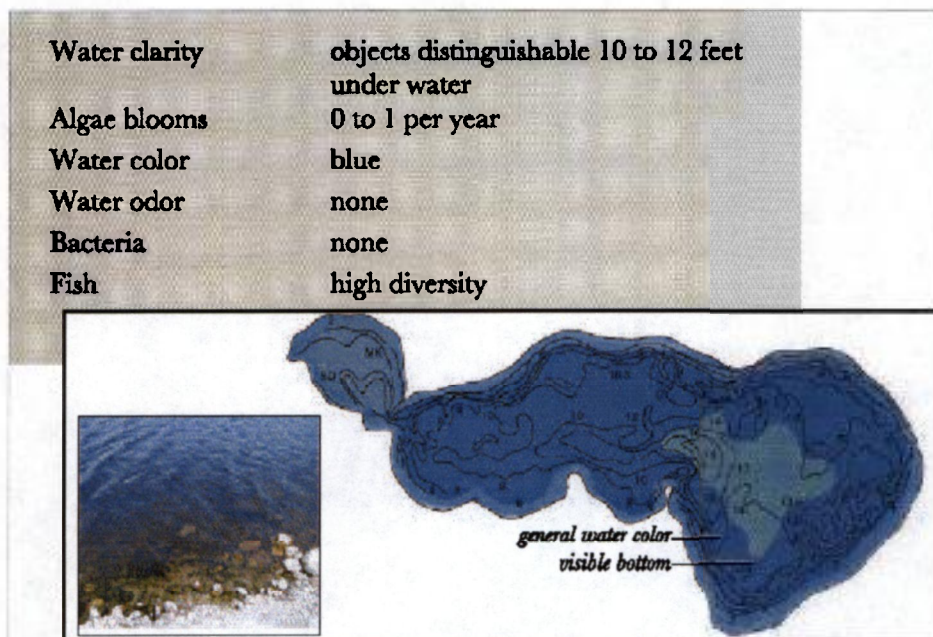 Water clarity objects distinguishable 10 to 12 feet
under water
Algae blooms 0 to 1 per year
Water color blue
Water odor none
Bacteria none
Fish high diversity
general water color
visible bottom